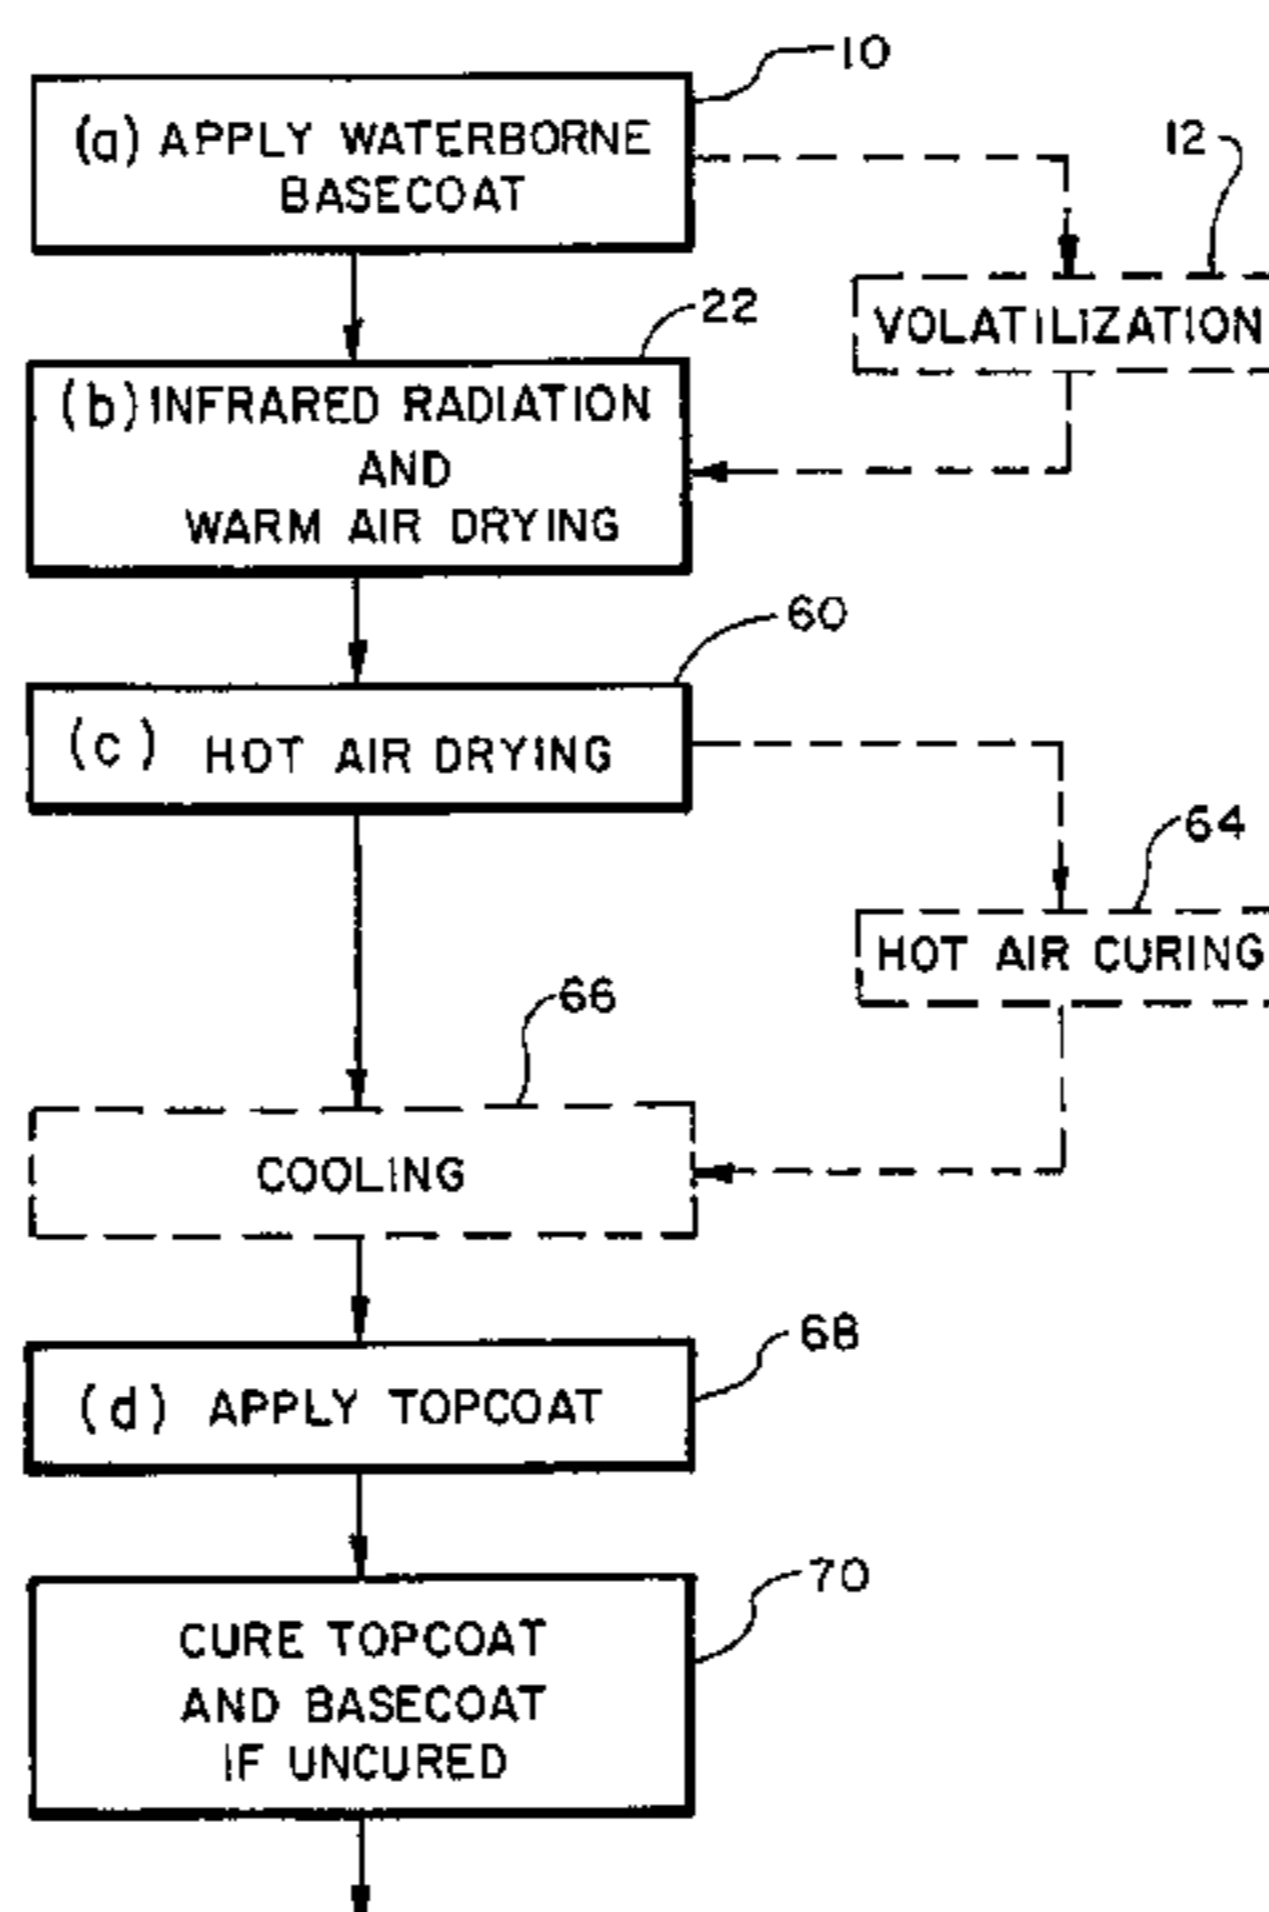 10
(a) APPLY WATERBORNE
BASECOAT
12
VOLATILIZATION
22
(b) INFRARED RADIATION
AND
WARM AIR DRYING
60
(c) HOT AIR DRYING
64
HOT AIR CURING
66
COOLING
68
(d) APPLY TOPCOAT
70
CURE TOPCOAT
AND BASECOAT
IF UNCURED